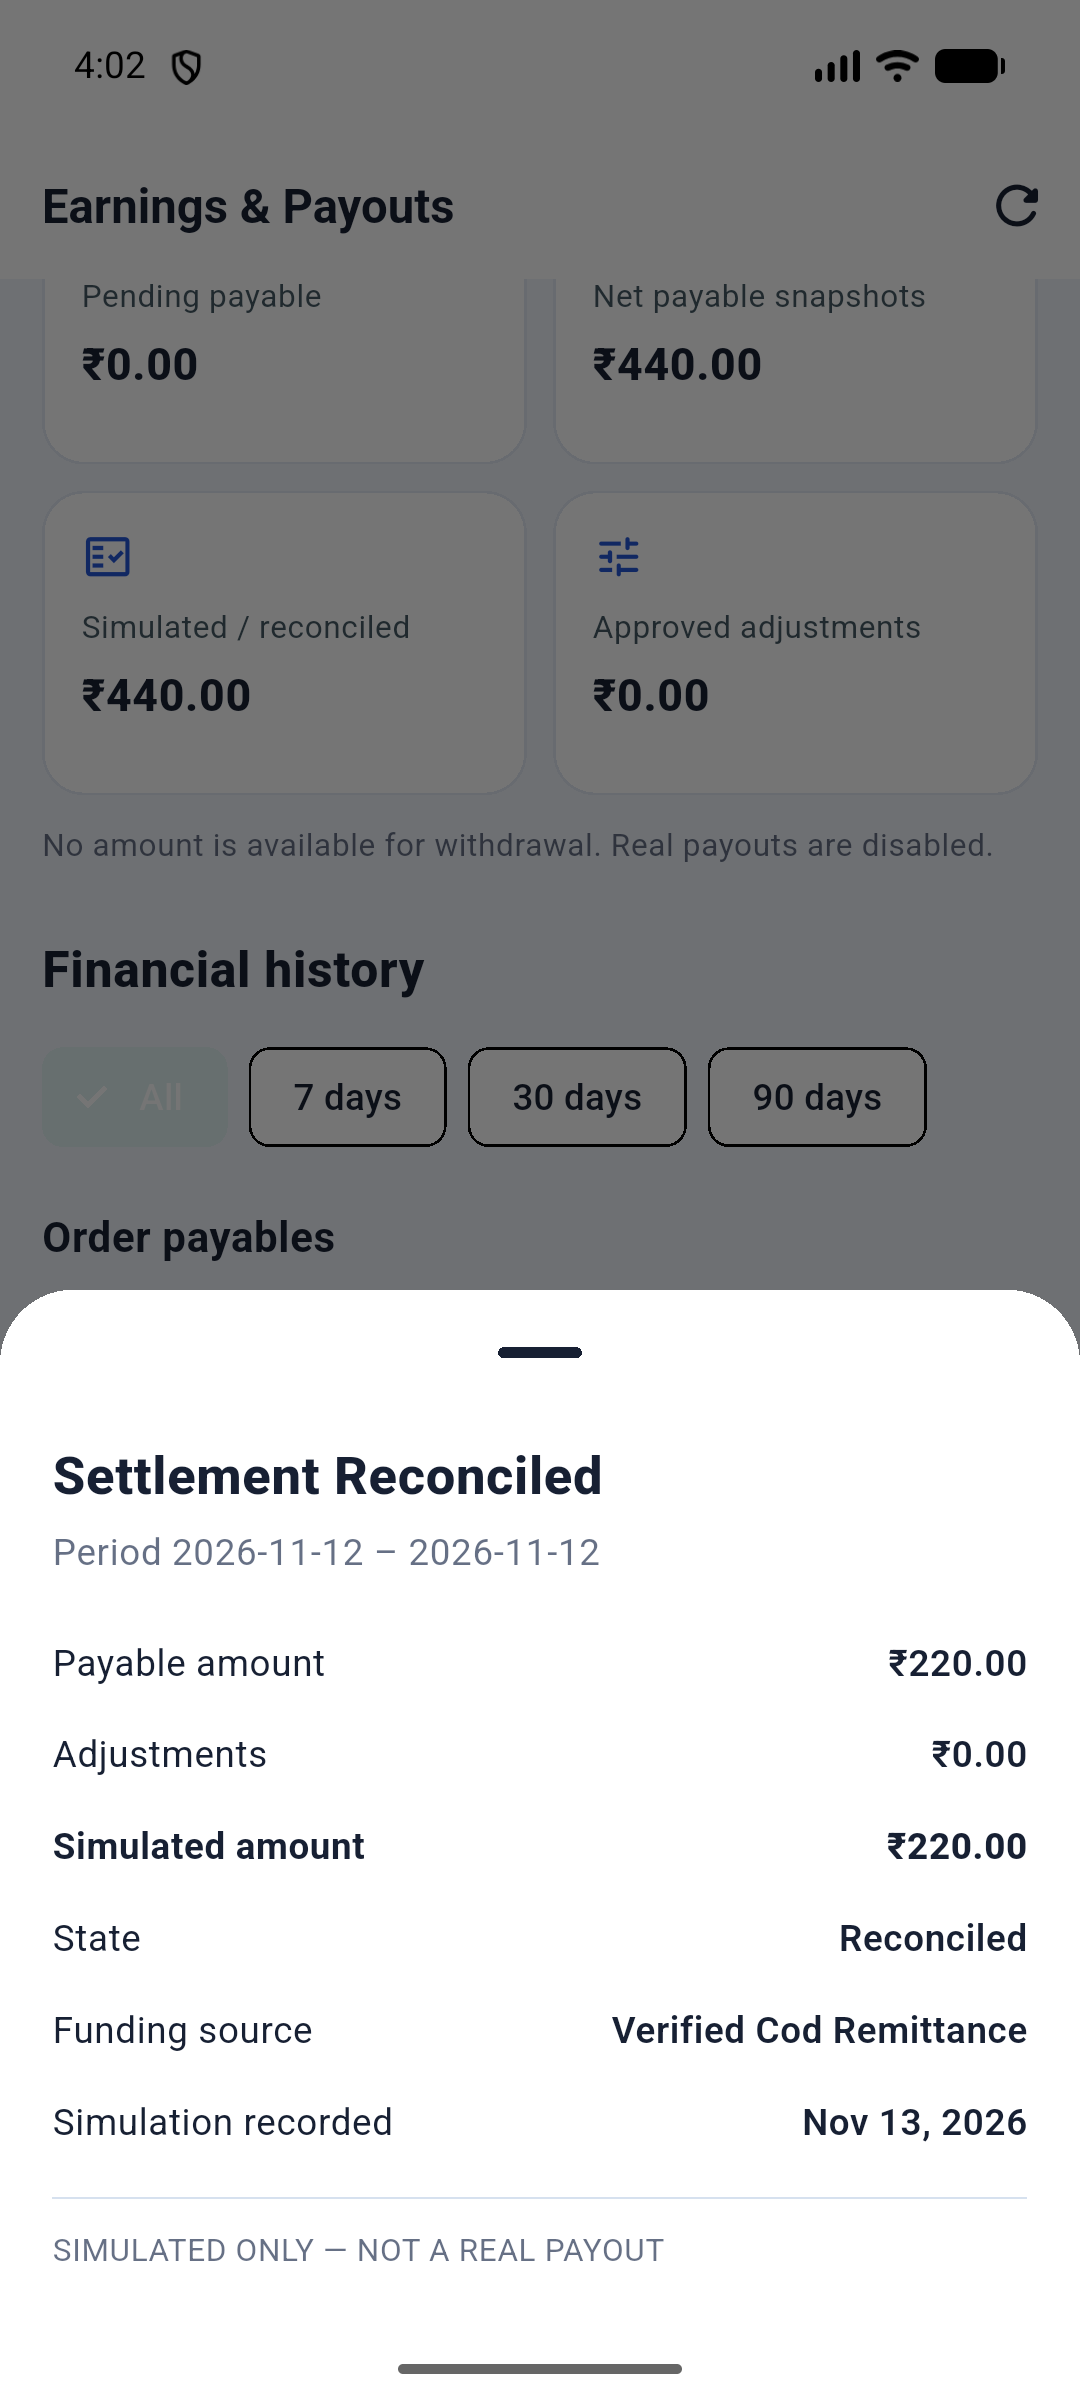 4:02
Earnings & Payouts
Pending payable
₹0.00
Net payable snapshots
₹440.00
Simulated / reconciled
₹440.00
Approved adjustments
₹0.00
No amount is available for withdrawal. Real payouts are disabled.
Financial history
All
7 days
30 days
90 days
Order payables
Settlement Reconciled
Period 2026-11-12 – 2026-11-12
Payable amount ₹220.00
Adjustments ₹0.00
Simulated amount ₹220.00
State Reconciled
Funding source Verified Cod Remittance
Simulation recorded Nov 13, 2026
SIMULATED ONLY — NOT A REAL PAYOUT